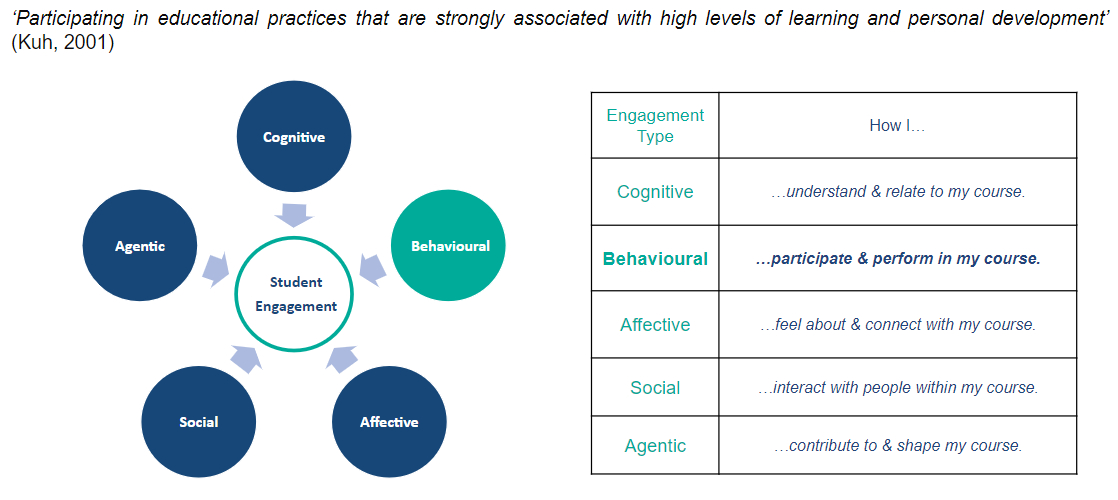 ‘Participating in educational practices that are strongly associated with high levels of learning and personal development’
(Kuh, 2001)
Cognitive
Agentic
Behavioural
Student
Engagement
Social
Affective
Engagement
Type
How I…
Cognitive
…understand & relate to my course.
Behavioural
…participate & perform in my course.
Affective
…feel about & connect with my course.
Social
…interact with people within my course.
Agentic
…contribute to & shape my course.